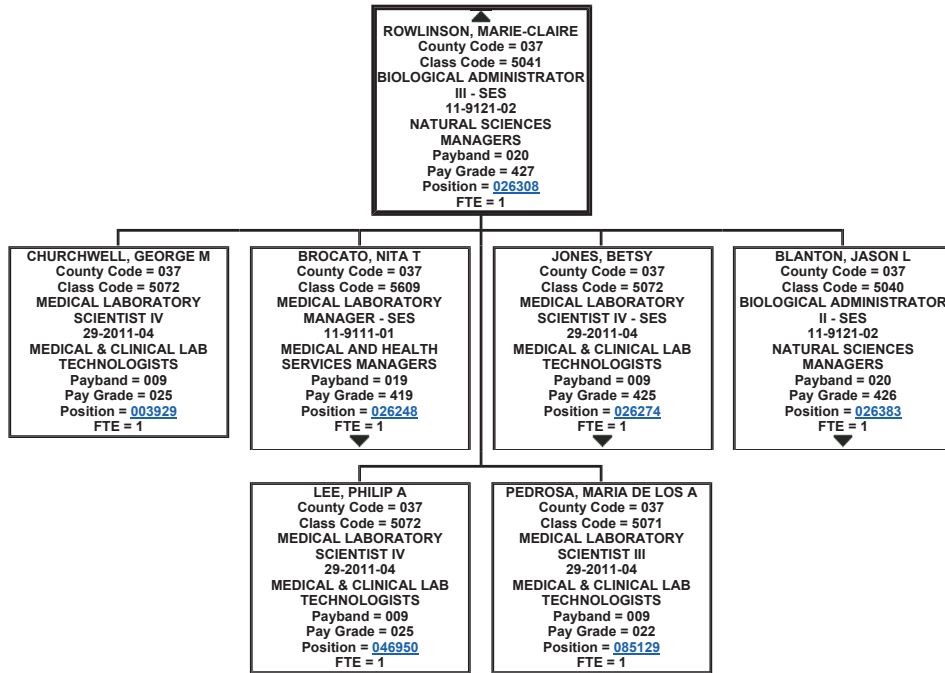 ROWLINSON, MARIE-CLAIRE
County Code = 037
Class Code = 5041
BIOLOGICAL ADMINISTRATOR
III - SES
11-9121-02
NATURAL SCIENCES
MANAGERS
Payband = 020
Pay Grade = 427
Position = 026308
FTE = 1
CHURCHWELL, GEORGE M
County Code = 037
Class Code = 5072
MEDICAL LABORATORY
SCIENTIST IV
29-2011-04
MEDICAL & CLINICAL LAB
TECHNOLOGISTS
Payband = 009
Pay Grade = 025
Position = 003929
FTE = 1
BROCATO, NITA T
County Code = 037
Class Code = 5609
MEDICAL LABORATORY
MANAGER - SES
11-9111-01
MEDICAL AND HEALTH
SERVICES MANAGERS
Payband = 019
Pay Grade = 419
Position = 026248
FTE = 1
JONES, BETSY
County Code = 037
Class Code = 5072
MEDICAL LABORATORY
SCIENTIST IV - SES
29-2011-04
MEDICAL & CLINICAL LAB
TECHNOLOGISTS
Payband = 009
Pay Grade = 425
Position = 026274
FTE = 1
BLANTON, JASON L
County Code = 037
Class Code = 5040
BIOLOGICAL ADMINISTRATOR
II - SES
11-9121-02
NATURAL SCIENCES
MANAGERS
Payband = 020
Pay Grade = 426
Position = 026383
FTE = 1
LEE, PHILIP A
County Code = 037
Class Code = 5072
MEDICAL LABORATORY
SCIENTIST IV
29-2011-04
MEDICAL & CLINICAL LAB
TECHNOLOGISTS
Payband = 009
Pay Grade = 025
Position = 046950
FTE = 1
PEDROSA, MARIA DE LOS A
County Code = 037
Class Code = 5071
MEDICAL LABORATORY
SCIENTIST III
29-2011-04
MEDICAL & CLINICAL LAB
TECHNOLOGISTS
Payband = 009
Pay Grade = 022
Position = 085129
FTE = 1